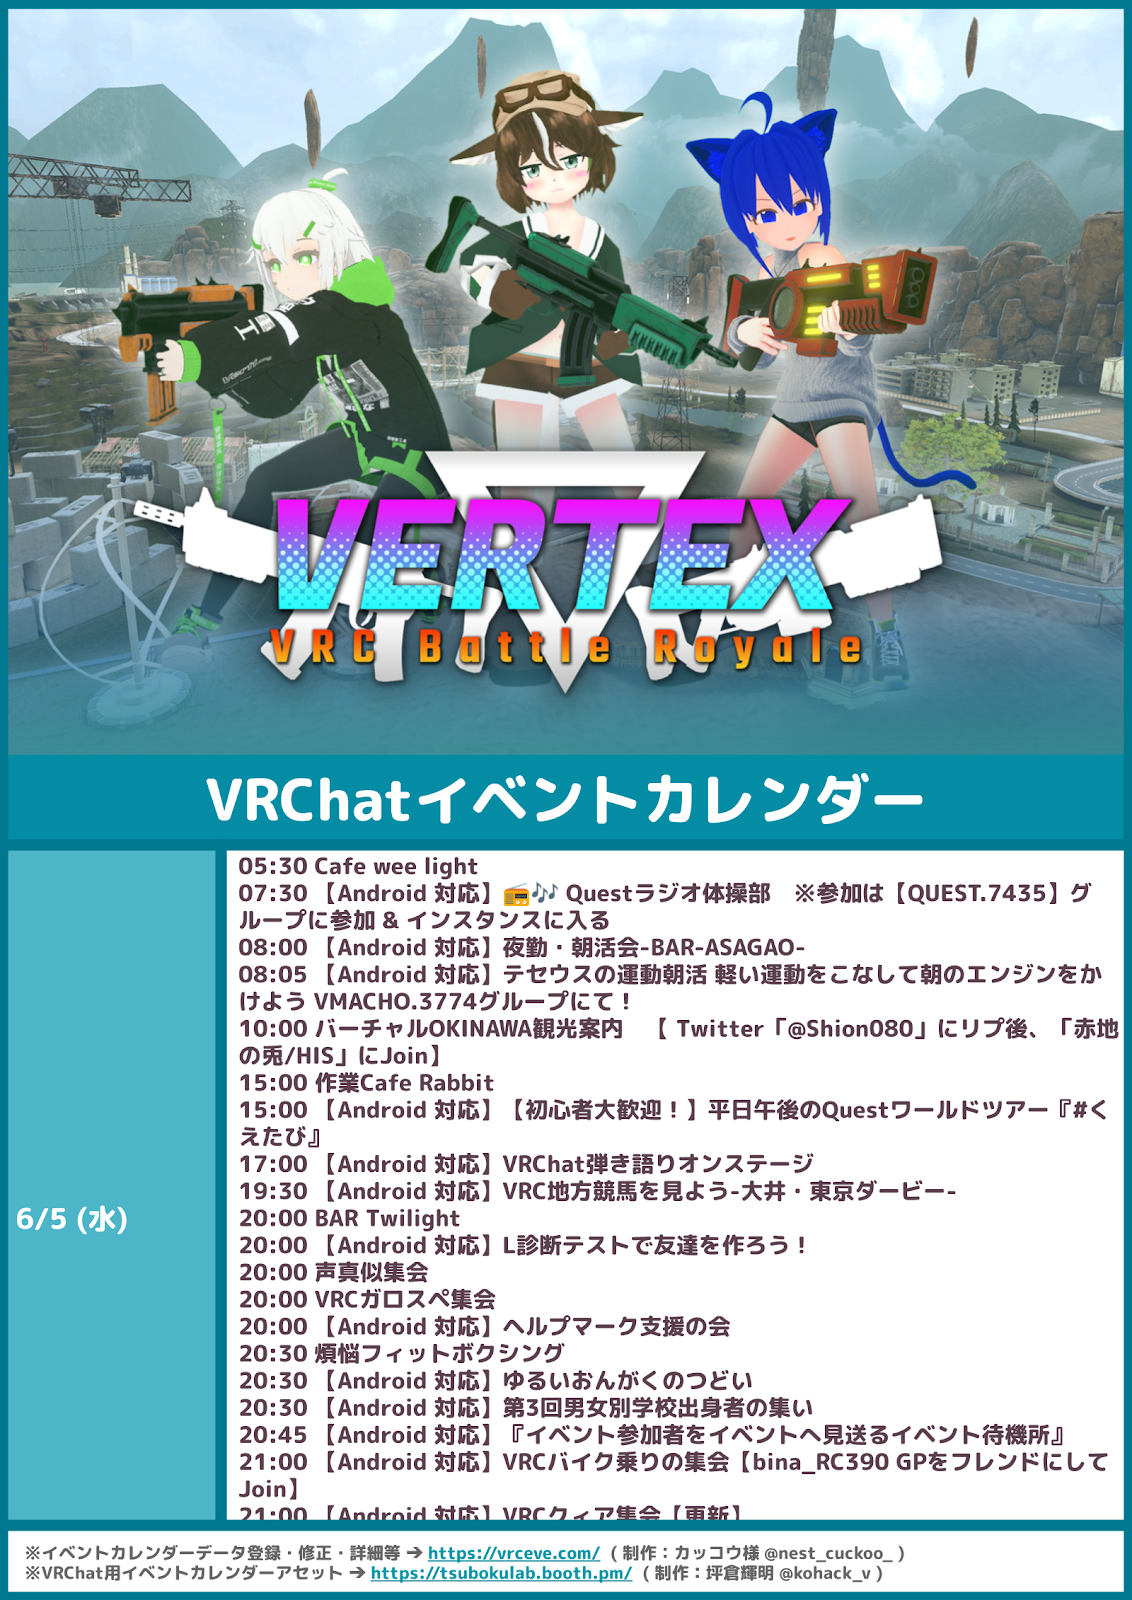 VERTEX
VRC Battle Royale
VRChatイベントカレンダー
6/5 (水)
05:30 Cafe wee light
07:30 【Android 対応】📻🎶 Questラジオ体操部　※参加は【QUEST.7435】グ
ループに参加 & インスタンスに入る
08:00 【Android 対応】夜勤・朝活会-BAR-ASAGAO-
08:05 【Android 対応】テセウスの運動朝活 軽い運動をこなして朝のエンジンをか
けよう VMACHO.3774グループにて！
10:00 バーチャルOKINAWA観光案内　【 Twitter「@Shion080」にリプ後、「赤地
の兎/HIS」にJoin】
15:00 作業Cafe Rabbit
15:00 【Android 対応】【初心者大歓迎！】平日午後のQuestワールドツアー『#く
えたび』
17:00 【Android 対応】VRChat弾き語りオンステージ
19:30 【Android 対応】VRC地方競馬を見よう-大井・東京ダービー-
20:00 BAR Twilight
20:00 【Android 対応】L診断テストで友達を作ろう！
20:00 声真似集会
20:00 VRCガロスペ集会
20:00 【Android 対応】ヘルプマーク支援の会
20:30 煩悩フィットボクシング
20:30 【Android 対応】ゆるいおんがくのつどい
20:30 【Android 対応】第3回男女別学校出身者の集い
20:45 【Android 対応】『イベント参加者をイベントへ見送るイベント待機所』
21:00 【Android 対応】VRCバイク乗りの集会【bina_RC390 GPをフレンドにして
Join】
21:00 【Android 対応】VRCクィア集会【更新】
※イベントカレンダーデータ登録・修正・詳細等 → https://vrceve.com/ ( 制作：カッコウ様 @nest_cuckoo_ )
※VRChat用イベントカレンダーアセット → https://tsubokulab.booth.pm/ ( 制作：坪倉輝明 @kohack_v )